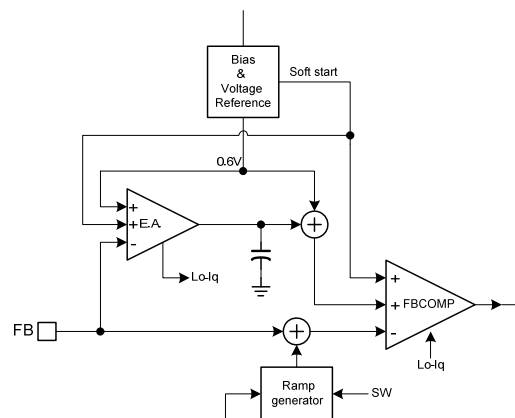 Bias
&
Voltage
Reference
Soft start
0.6V
+
+ E.A.
-
+
Lo-Iq
+
+ FBCOMP
-
FB
+
Lo-Iq
Ramp
generator
SW